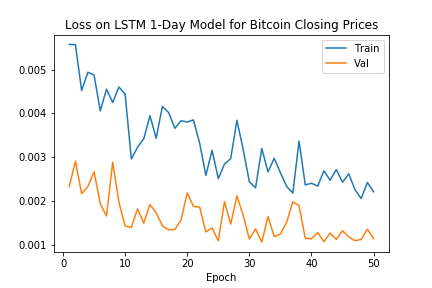 Loss on LSTM 1-Day Model for Bitcoin Closing Prices
Train
Val
0.005
0.004
0.003
0.002
0.001
0 10 20 30 40 50
Epoch